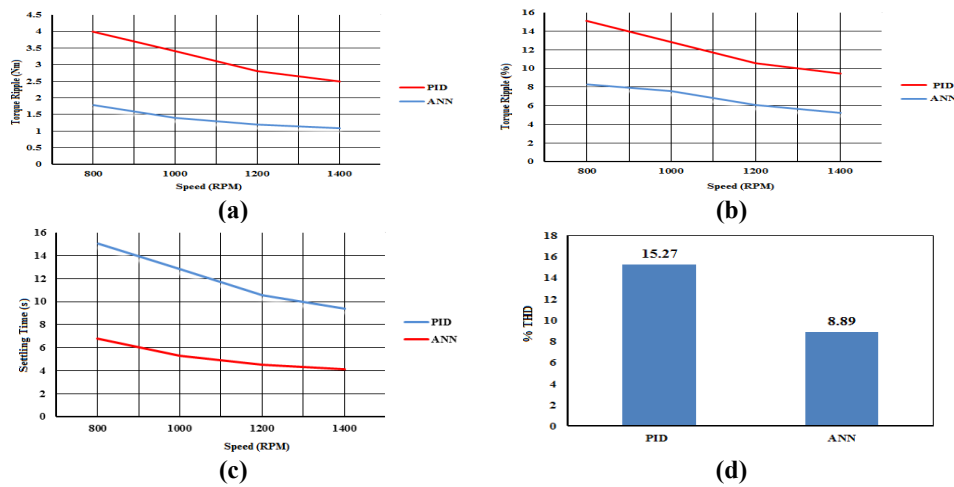 4.5
4
3.5
3
2.5
2
1.5
1
0.5
0
Torque Ripple (Nm)
800 1000 1200 1400
Speed (RPM)
PID
ANN
(a)
16
14
12
10
8
6
4
2
0
Torque Ripple (%)
800 1000 1200 1400
Speed (RPM)
PID
ANN
(b)
16
14
12
10
8
6
4
2
0
Settling Time (s)
800 1000 1200 1400
Speed (RPM)
PID
ANN
(c)
18
16
14
12
10
8
6
4
2
0
% THD
15.27
8.89
PID ANN
(d)